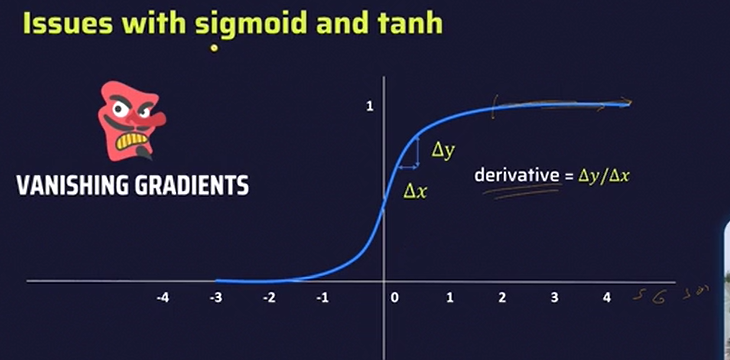 Issues with sigmoid and tanh
1
Δy
VANISHING GRADIENTS
derivative = Δy/Δx
Δx
-4 -3 -2 -1 0 1 2 3 4 5 6